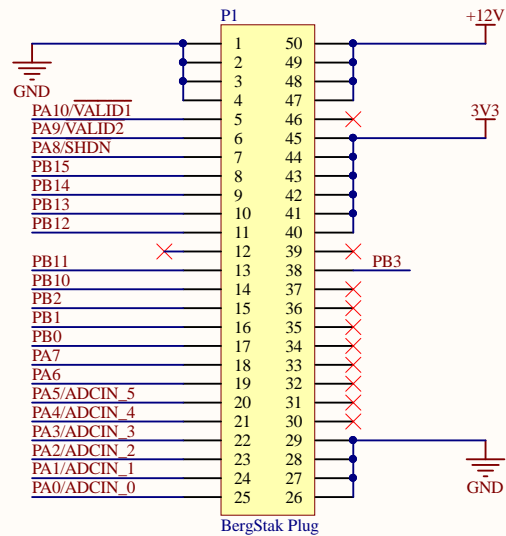 P1
+12V
1 50
2 49
3 48
GND 4 47
PA10/VALID1 5 46
PA9/VALID2 6 45 3V3
PA8/SHDN 7 44
PB15 8 43
PB14 9 42
PB13 10 41
PB12 11 40
12 39
PB11 13 38 PB3
PB10 14 37
PB2 15 36
PB1 16 35
PB0 17 34
PA7 18 33
PA6 19 32
PA5/ADCIN_5 20 31
PA4/ADCIN_4 21 30
PA3/ADCIN_3 22 29
PA2/ADCIN_2 23 28
PA1/ADCIN_1 24 27
PA0/ADCIN_0 25 26 GND
BergStak Plug